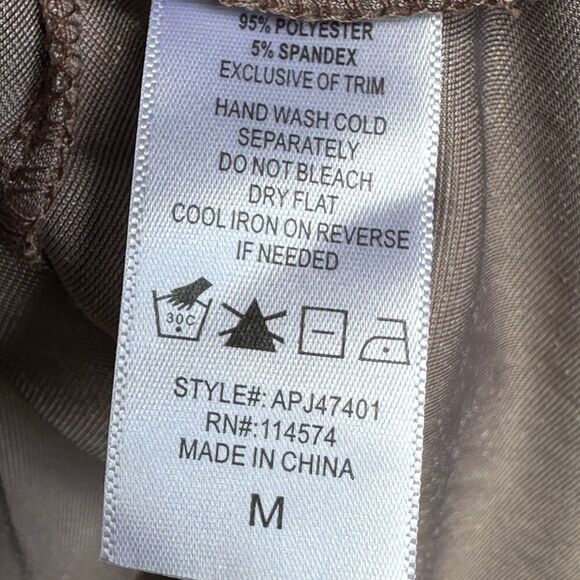 95% POLYESTER
5% SPANDEX
EXCLUSIVE OF TRIM
HAND WASH COLD
SEPARATELY
DO NOT BLEACH
DRY FLAT
COOL IRON ON REVERSE
IF NEEDED
30C
STYLE#: APJ47401
RN#:114574
MADE IN CHINA
M